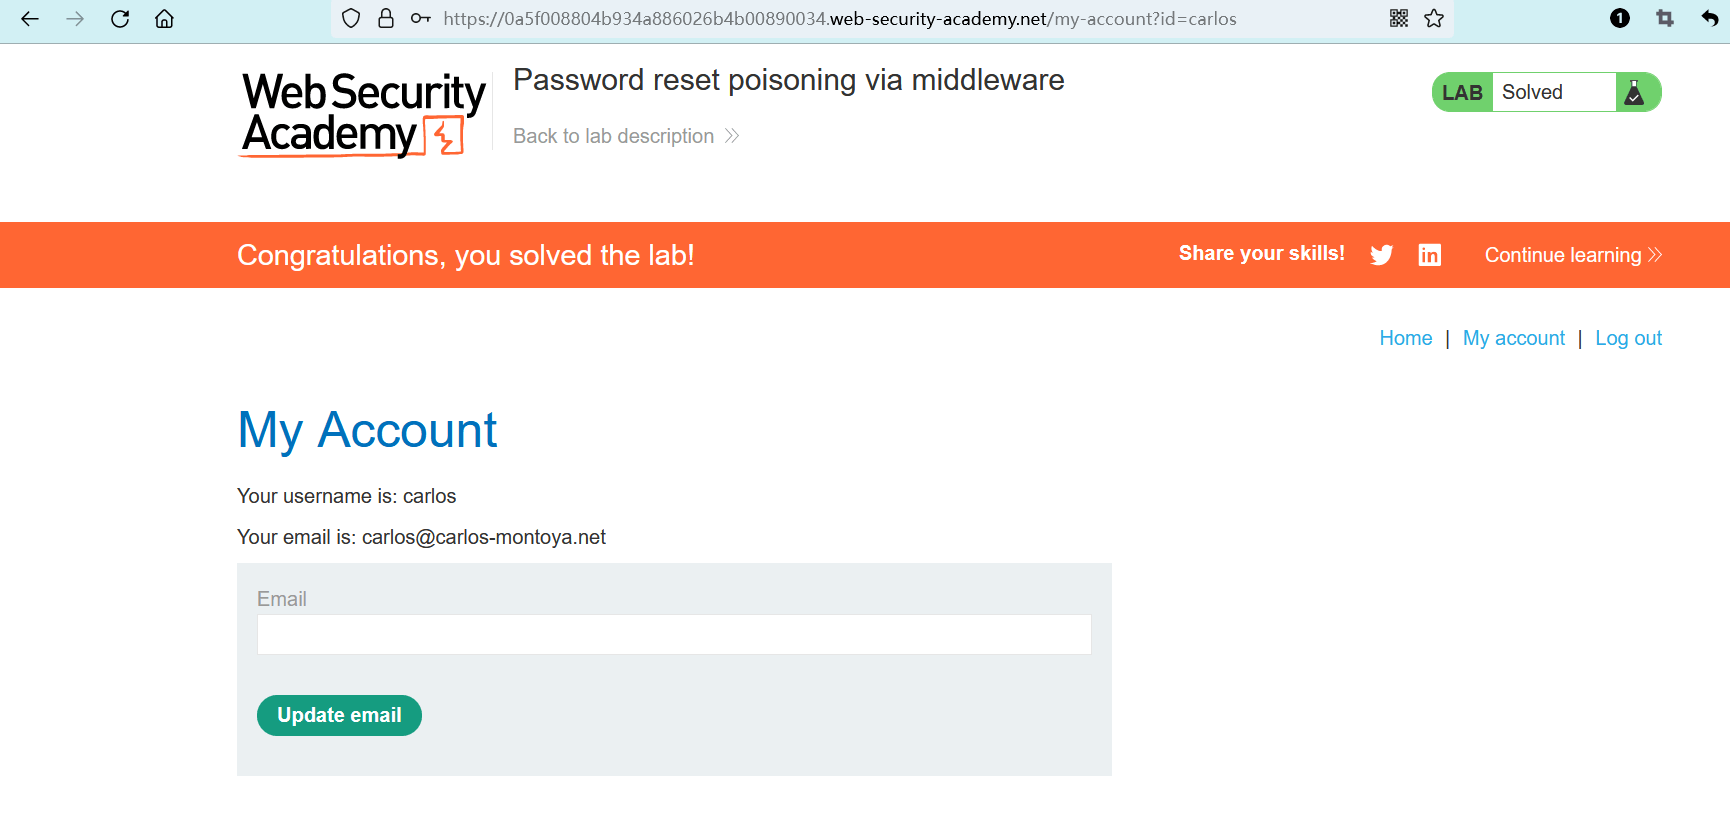 https://0a5f008804b934a886026b4b00890034.web-security-academy.net/my-account?id=carlos
1
Web Security
Academy
Password reset poisoning via middleware
Back to lab description
LAB Solved
Congratulations, you solved the lab!
Share your skills!
in
Continue learning
Home | My account | Log out
My Account
Your username is: carlos
Your email is: carlos@carlos-montoya.net
Email
Update email